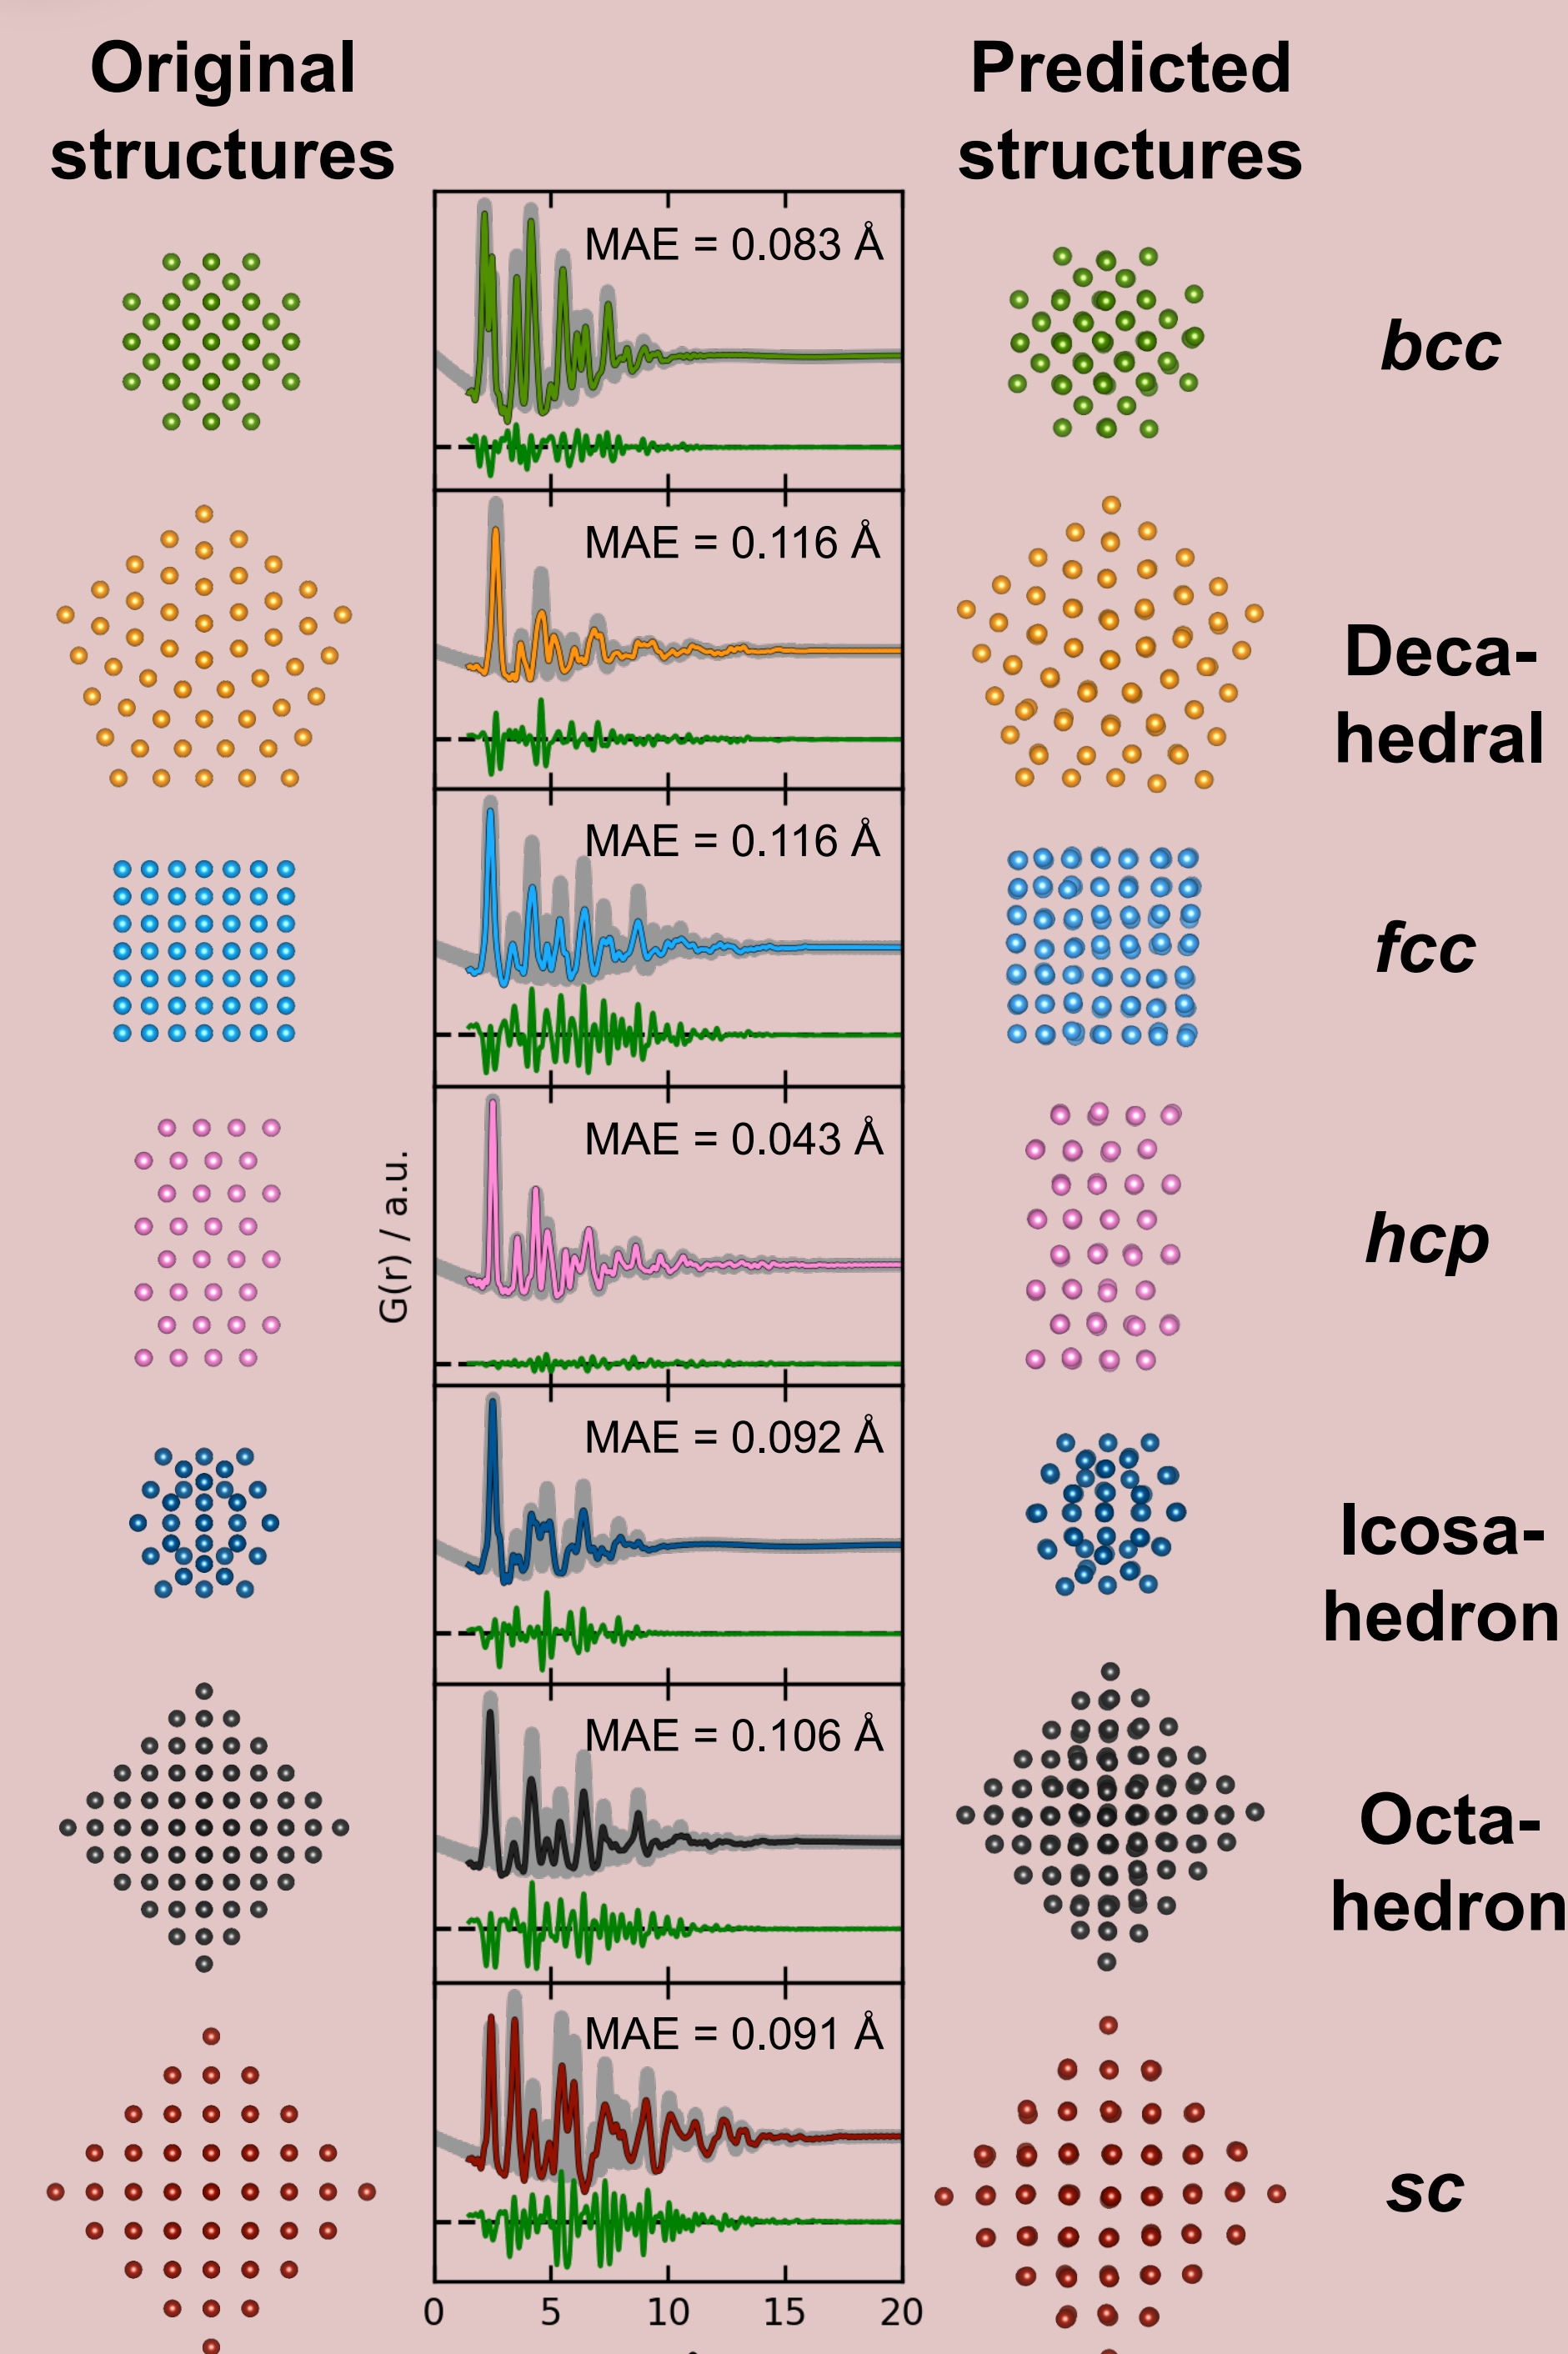 Original
structures
Predicted
structures
MAE = 0.083 Å
bcc
MAE = 0.116 Å
Deca-
hedral
MAE = 0.116 Å
fcc
MAE = 0.043 Å
G(r) / a.u.
hcp
MAE = 0.092 Å
Icosa-
hedron
MAE = 0.106 Å
Octa-
hedron
MAE = 0.091 Å
sc
0 5 10 15 20